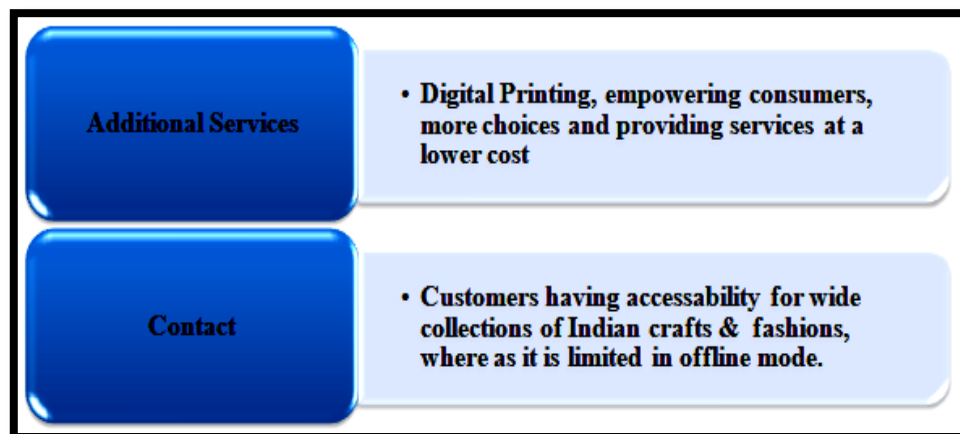 Additional Services
• Digital Printing, empowering consumers,
more choices and providing services at a
lower cost
Contact
• Customers having accessability for wide
collections of Indian crafts & fashions,
where as it is limited in offline mode.